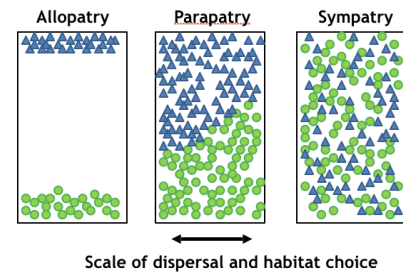 Allopatry
Parapatry
Sympatry
Scale of dispersal and habitat choice